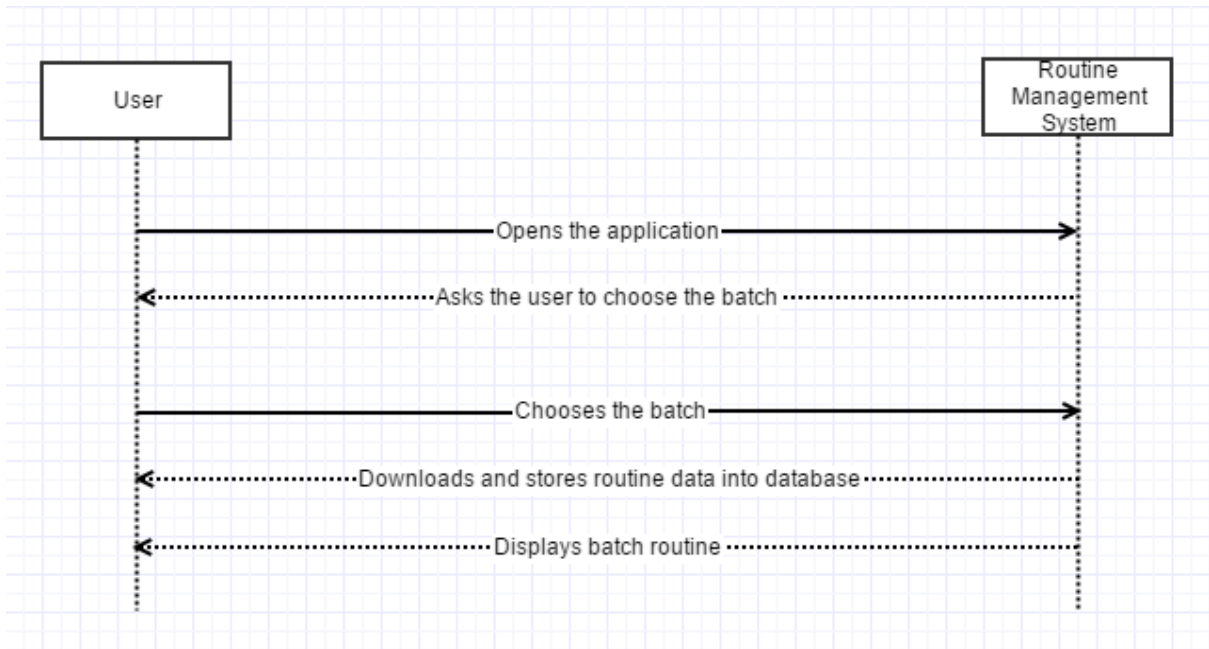 User
Routine
Management
System
Opens the application
Asks the user to choose the batch
Chooses the batch
Downloads and stores routine data into database
Displays batch routine